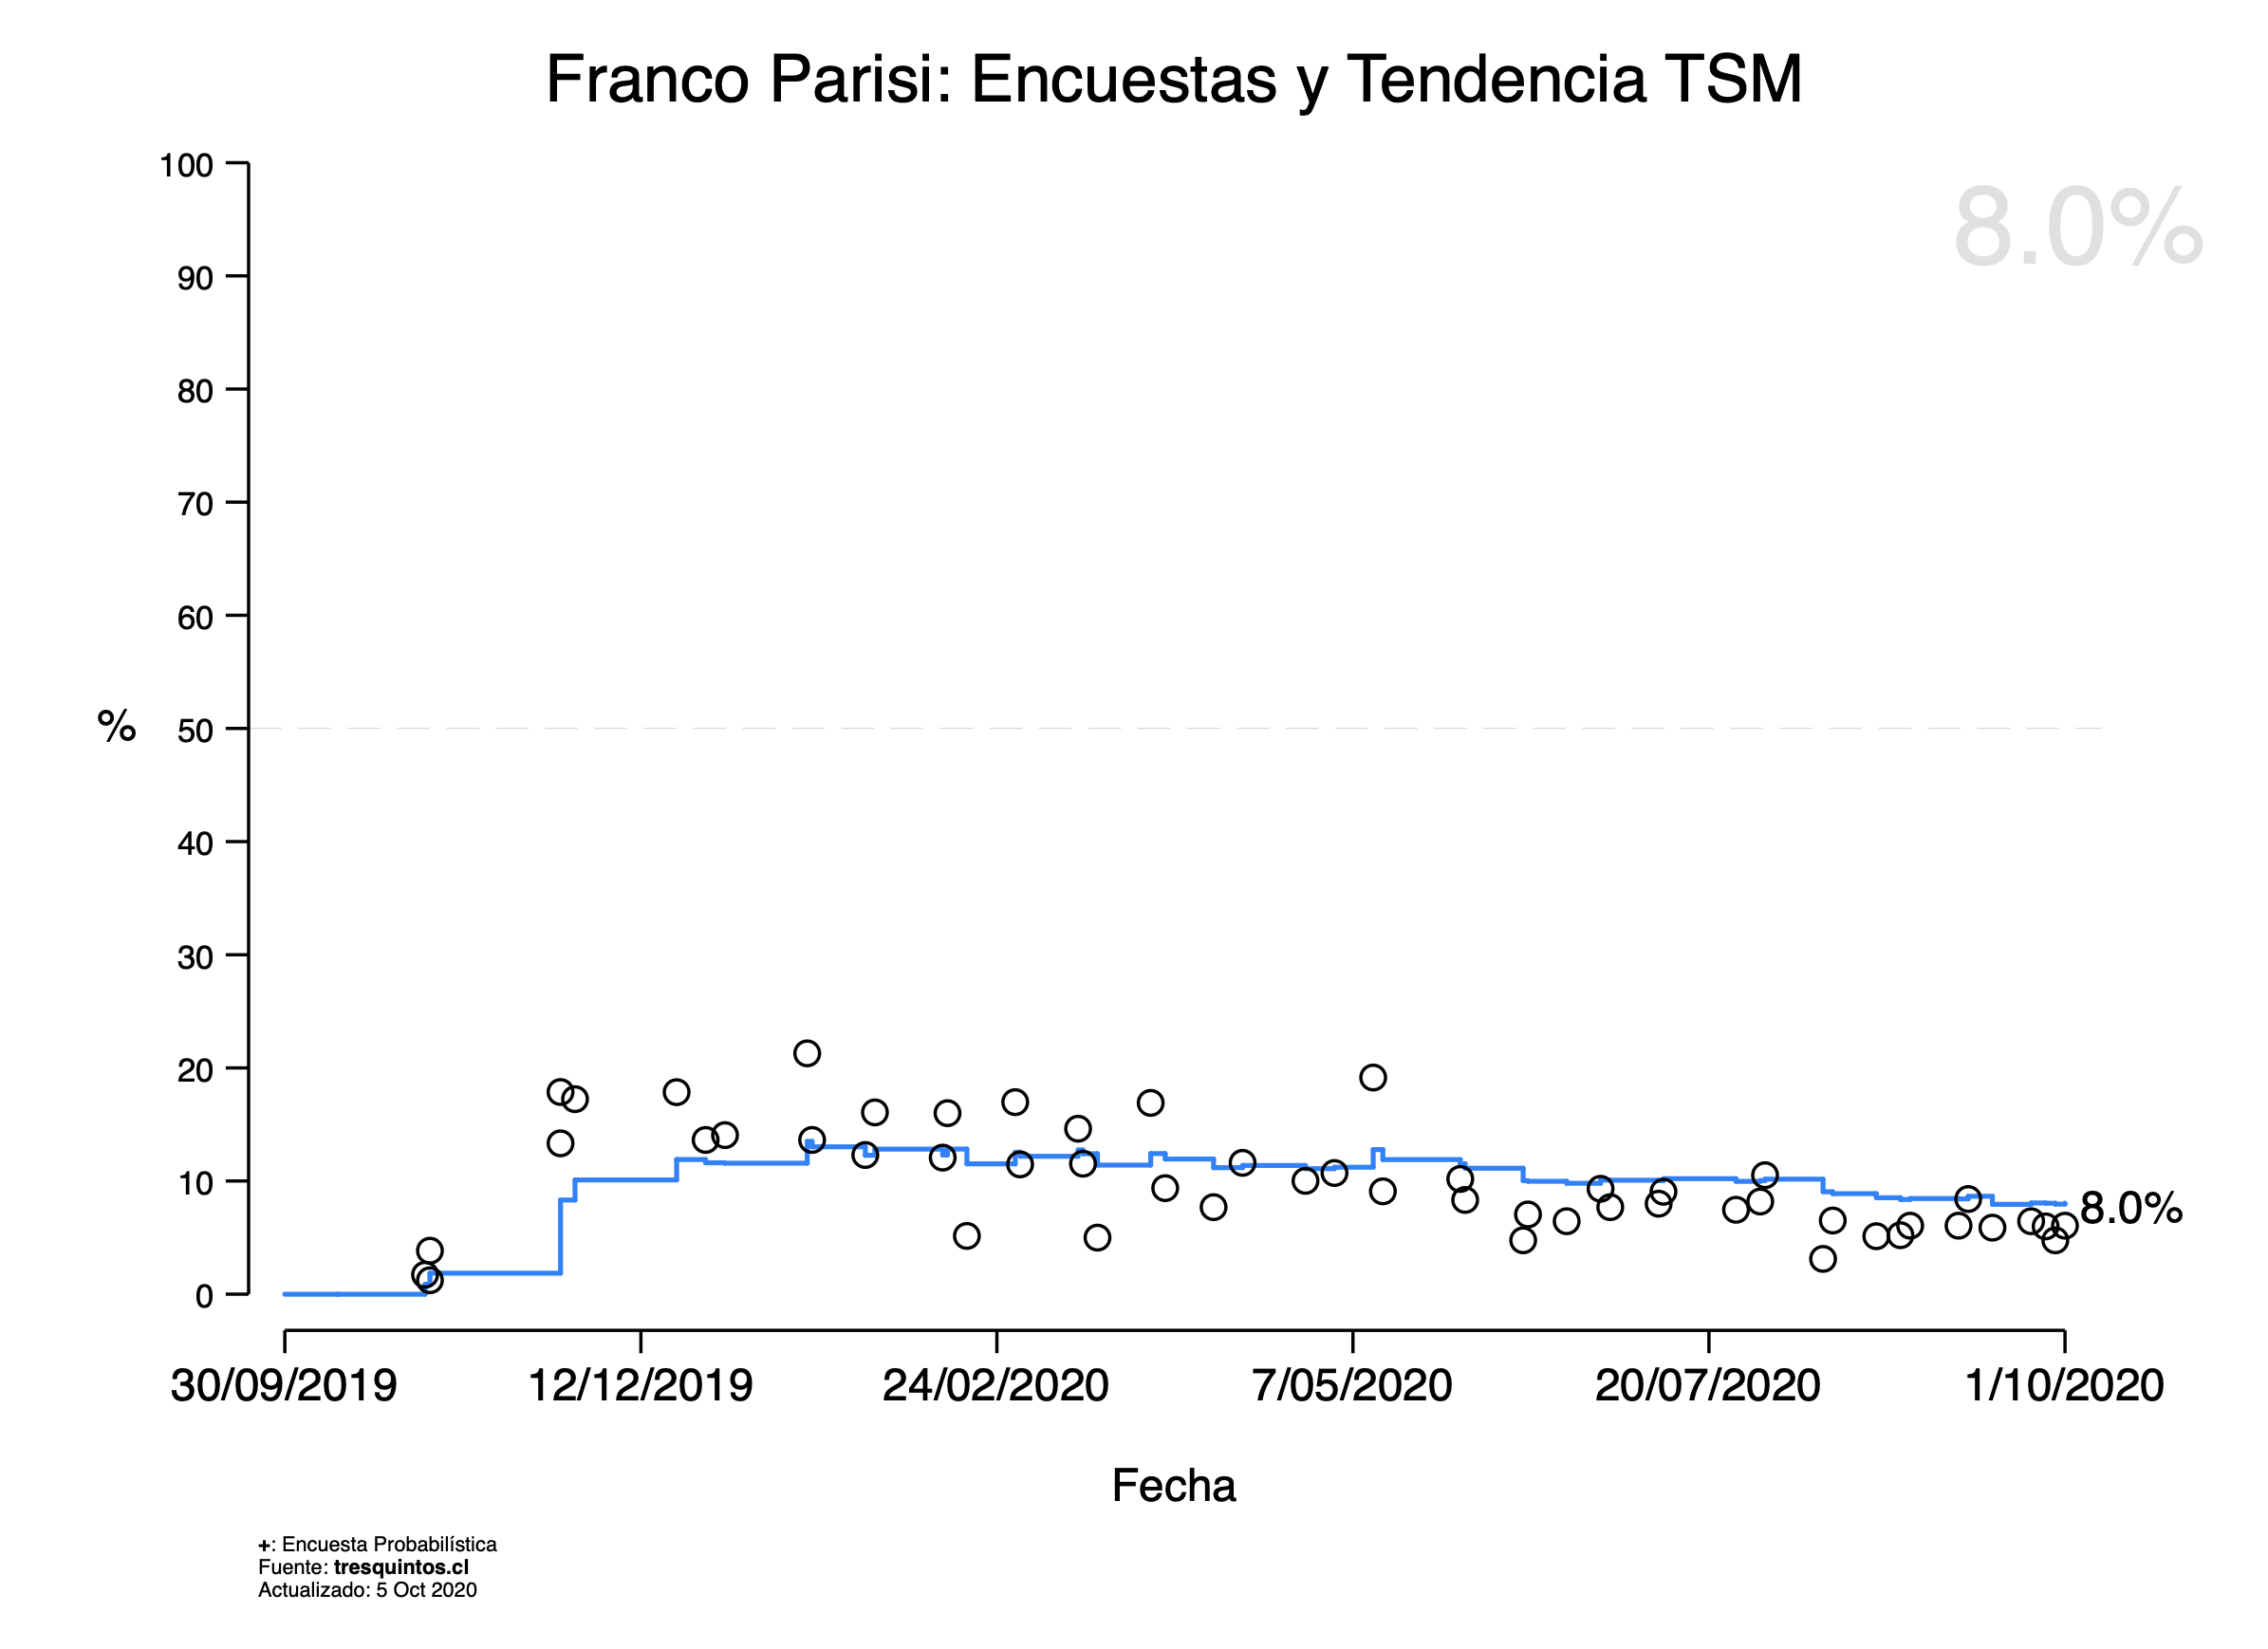 Franco Parisi: Encuestas y Tendencia TSM
8.0%
100
90
80
70
60
% 50
40
30
20
10
0
8.0%
30/09/2019 12/12/2019 24/02/2020 7/05/2020 20/07/2020 1/10/2020
Fecha
+: Encuesta Probabilística
Fuente: tresquintos.cl
Actualizado: 5 Oct 2020